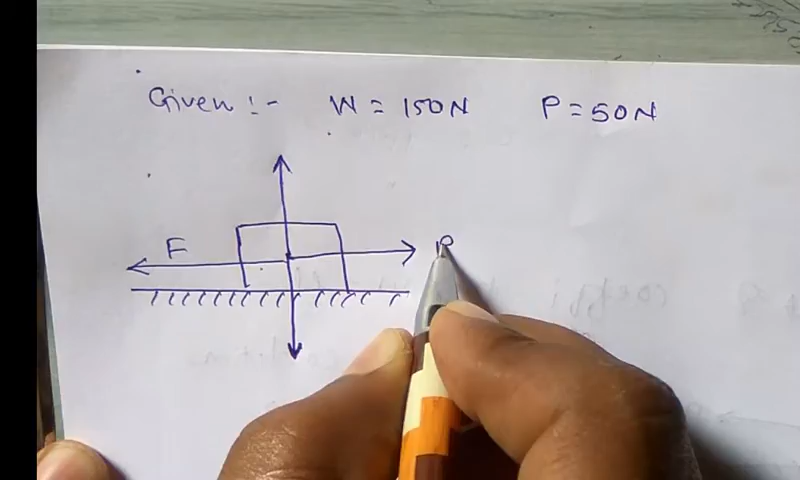 Given :- W = 150N P = 50N
F P